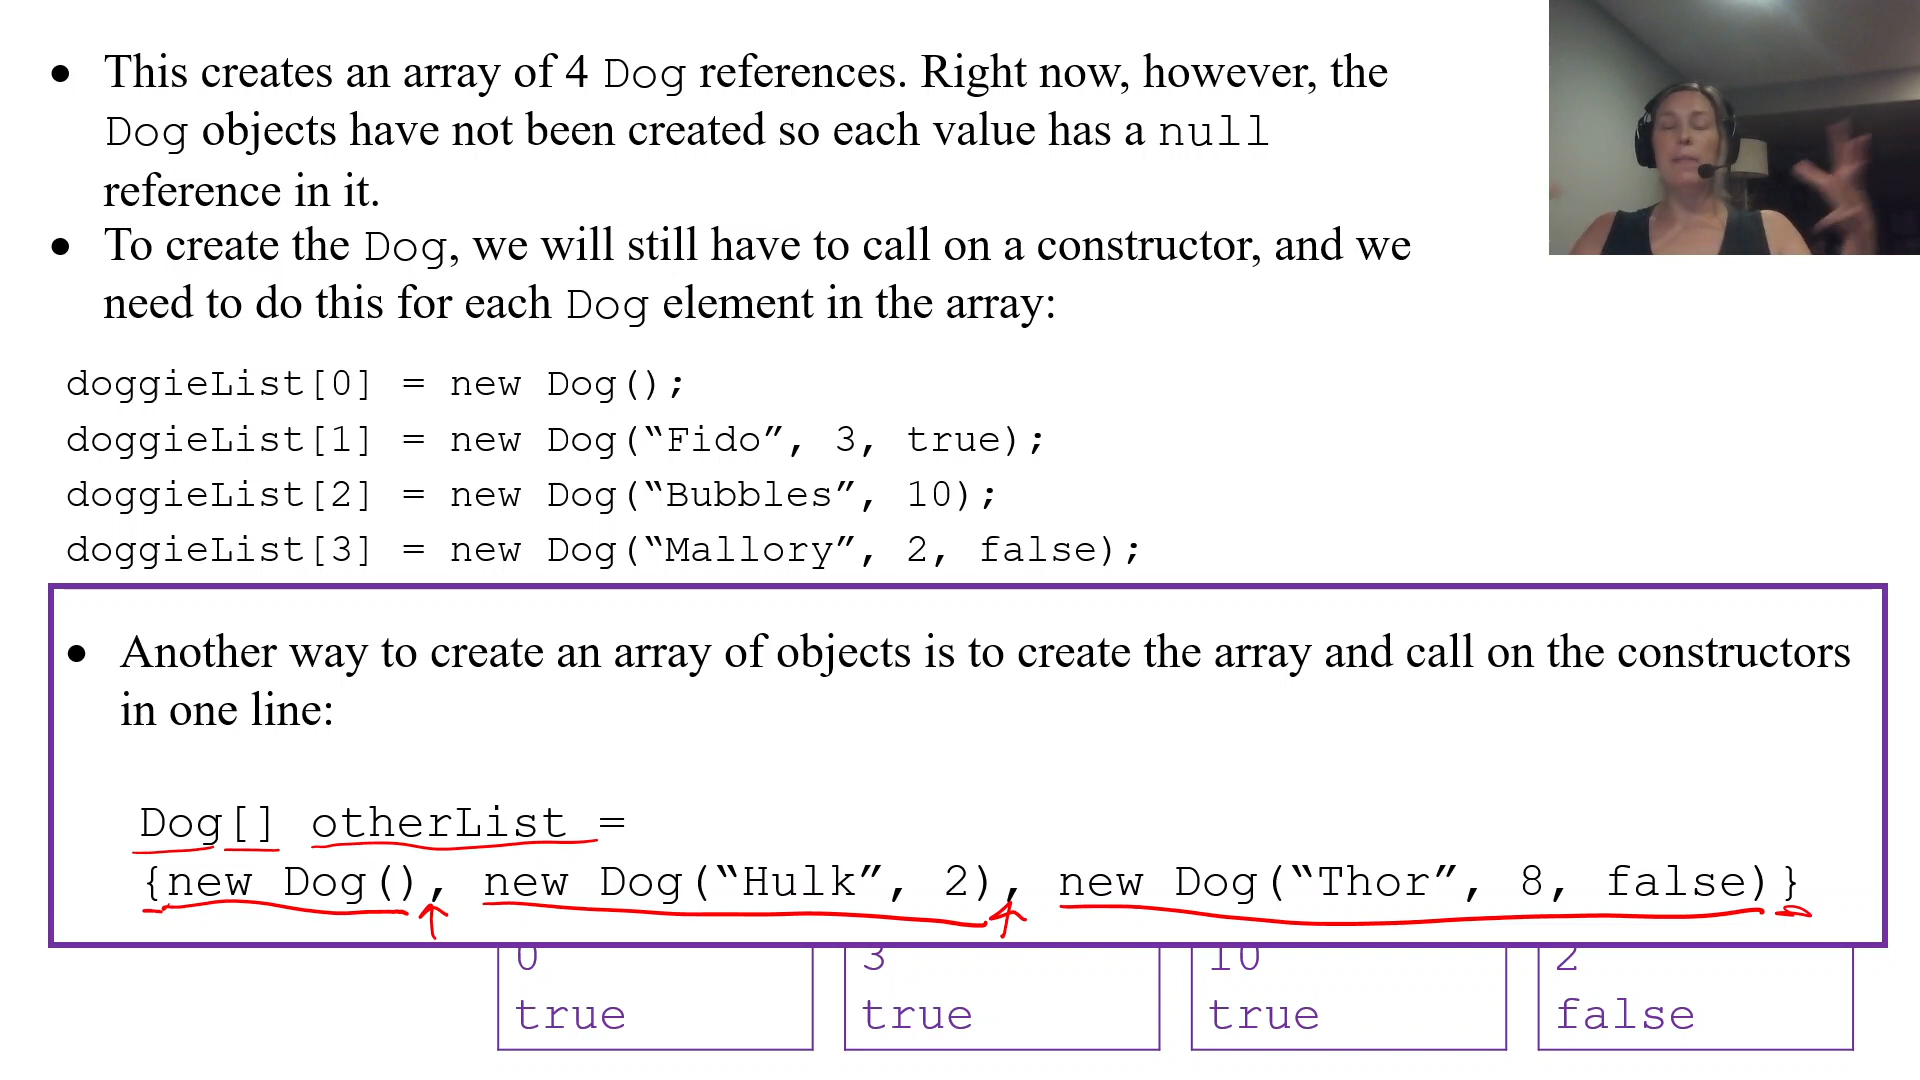 • This creates an array of 4 Dog references. Right now, however, the
Dog objects have not been created so each value has a null
reference in it.
• To create the Dog, we will still have to call on a constructor, and we
need to do this for each Dog element in the array:
doggieList[0] = new Dog();
doggieList[1] = new Dog(“Fido”, 3, true);
doggieList[2] = new Dog(“Bubbles”, 10);
doggieList[3] = new Dog(“Mallory”, 2, false);
• Another way to create an array of objects is to create the array and call on the constructors
in one line:
Dog[] otherList =
{new Dog(), new Dog(“Hulk”, 2), new Dog(“Thor”, 8, false)}
0 3 10 2
true true true false